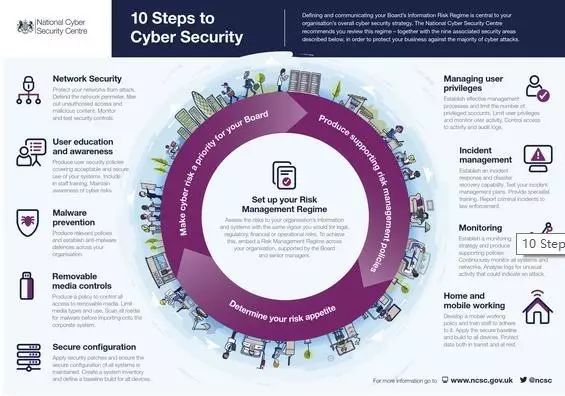 National Cyber
Security Centre
10 Steps to
Cyber Security
Defining and communicating your Board's Information Risk Regime is central to your
organisation's overall cyber security strategy. The National Cyber Security Centre
recommends you review this regime – together with the nine associated security areas
described below, in order to protect your business against the majority of cyber attacks.
Network Security
Protect your networks from attack.
Defend the network perimeter, filter
out unauthorised access and
malicious content. Monitor
and test security controls.
User education
and awareness
Produce user security policies
covering acceptable and secure
use of your systems. Include
in staff training. Maintain
awareness of cyber risks.
Malware
prevention
Produce relevant policies
and establish anti-malware
defences across your
organisation.
Removable
media controls
Produce a policy to control all
access to removable media. Limit
media types and use. Scan all media
for malware before importing onto the
corporate system.
Secure configuration
Apply security patches and ensure the
secure configuration of all systems is
maintained. Create a system inventory
and define a baseline build for all devices.
Make cyber risk a priority for your Board
Produce supporting risk management policies
Determine your risk appetite
Set up your Risk
Management Regime
Assess the risks to your organisation's information
and systems with the same vigour you would for legal,
regulatory, financial or operational risks. To achieve
this, embed a Risk Management Regime across
your organisation, supported by the Board
and senior managers.
Managing user
privileges
Establish effective management
processes and limit the number of
privileged accounts. Limit user privileges
and monitor user activity. Control access
to activity and audit logs.
Incident
management
Establish an incident
response and disaster
recovery capability. Test your incident
management plans. Provide specialist
training. Report criminal incidents to
law enforcement.
Monitoring
Establish a monitoring
strategy and produce
supporting policies.
Continuously monitor all systems and
networks. Analyse logs for unusual
activity that could indicate an attack.
10 Step
Home and
mobile working
Develop a mobile working
policy and train staff to adhere
to it. Apply the secure baseline
and build to all devices. Protect
data both in transit and at rest.
For more information go to www.ncsc.gov.uk @ncsc